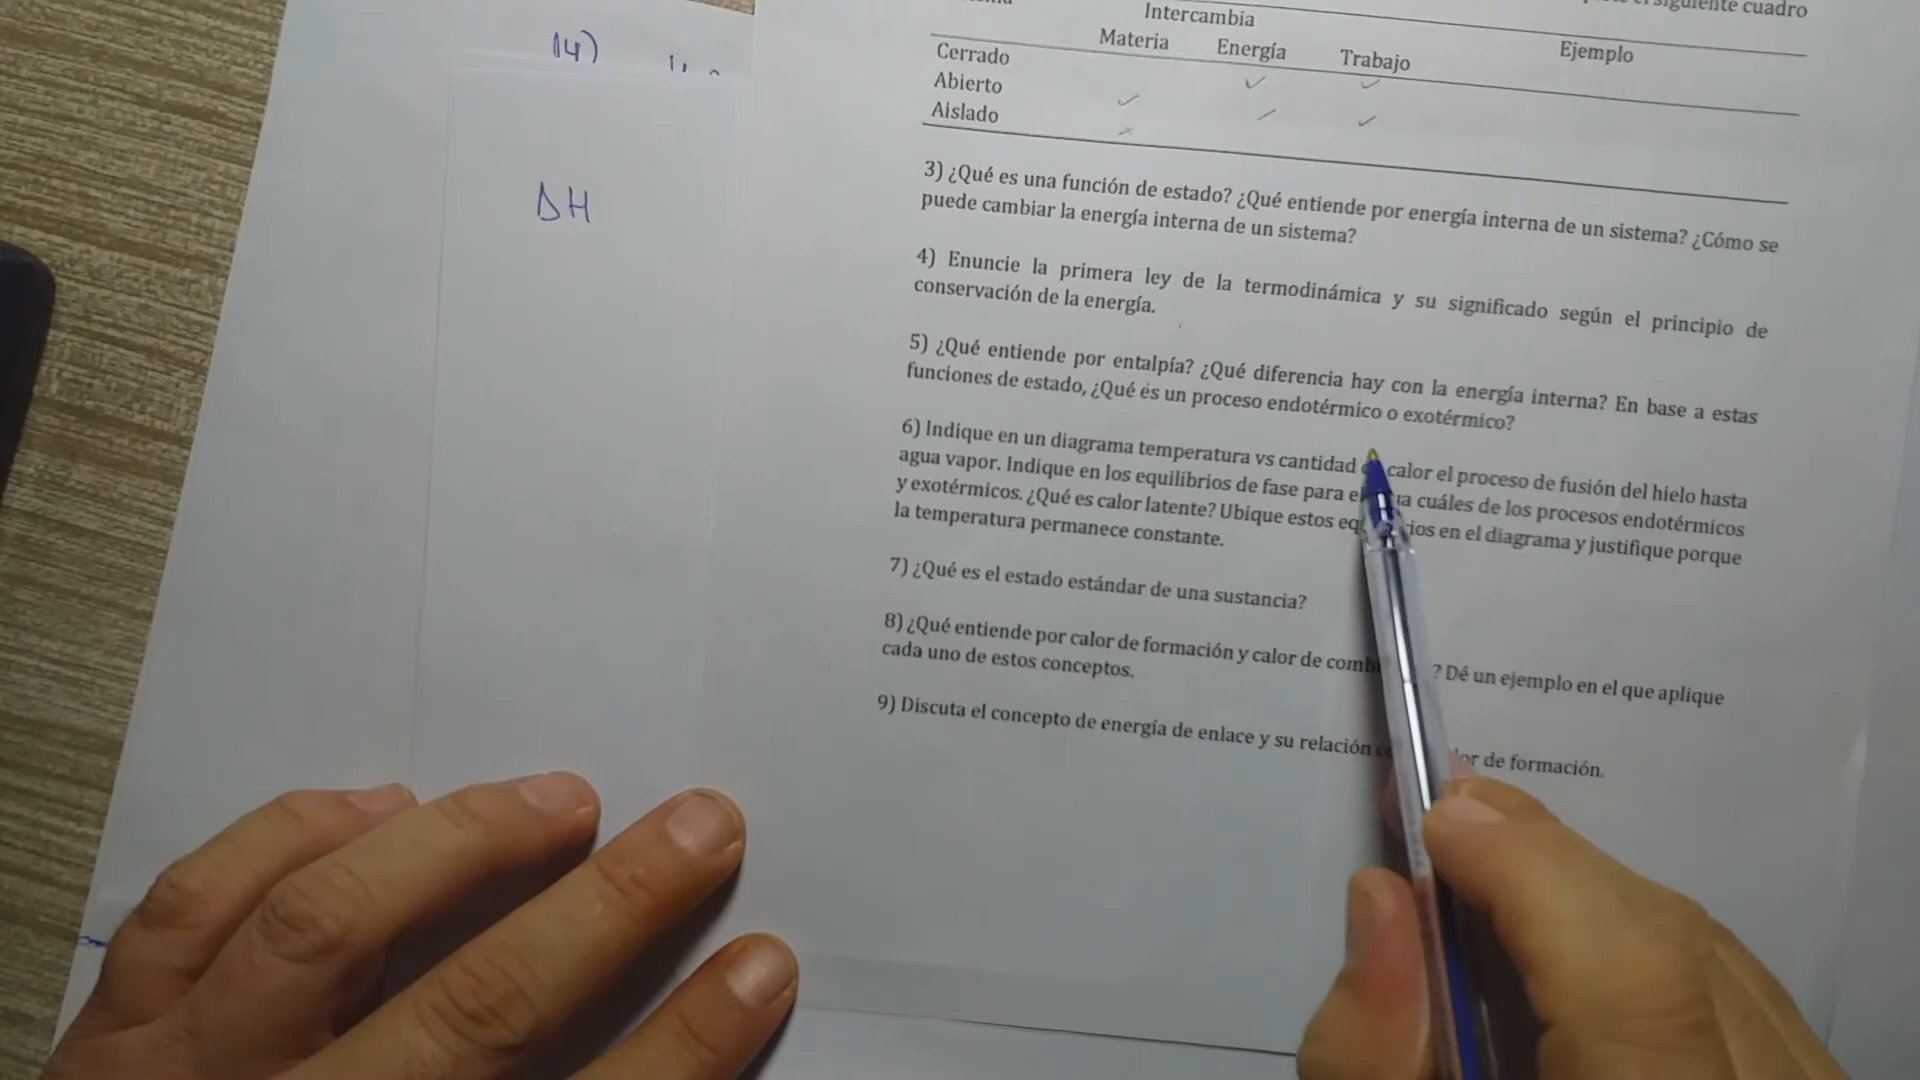 14)
ΔH
siguiente cuadro
Intercambia
Materia Energía Trabajo Ejemplo
Cerrado ✓ ✓
Abierto ✓ ✓ ✓
Aislado x
3) ¿Qué es una función de estado? ¿Qué entiende por energía interna de un sistema? ¿Cómo se
puede cambiar la energía interna de un sistema?
4) Enuncie la primera ley de la termodinámica y su significado según el principio de
conservación de la energía.
5) ¿Qué entiende por entalpía? ¿Qué diferencia hay con la energía interna? En base a estas
funciones de estado, ¿Qué es un proceso endotérmico o exotérmico?
6) Indique en un diagrama temperatura vs cantidad calor el proceso de fusión del hielo hasta
agua vapor. Indique en los equilibrios de fase para cuáles de los procesos endotérmicos
y exotérmicos. ¿Qué es calor latente? Ubique estos en el diagrama y justifique porque
la temperatura permanece constante.
7) ¿Qué es el estado estándar de una sustancia?
8) ¿Qué entiende por calor de formación y calor de ? Dé un ejemplo en el que aplique
cada uno de estos conceptos.
9) Discuta el concepto de energía de enlace y su relación de formación.